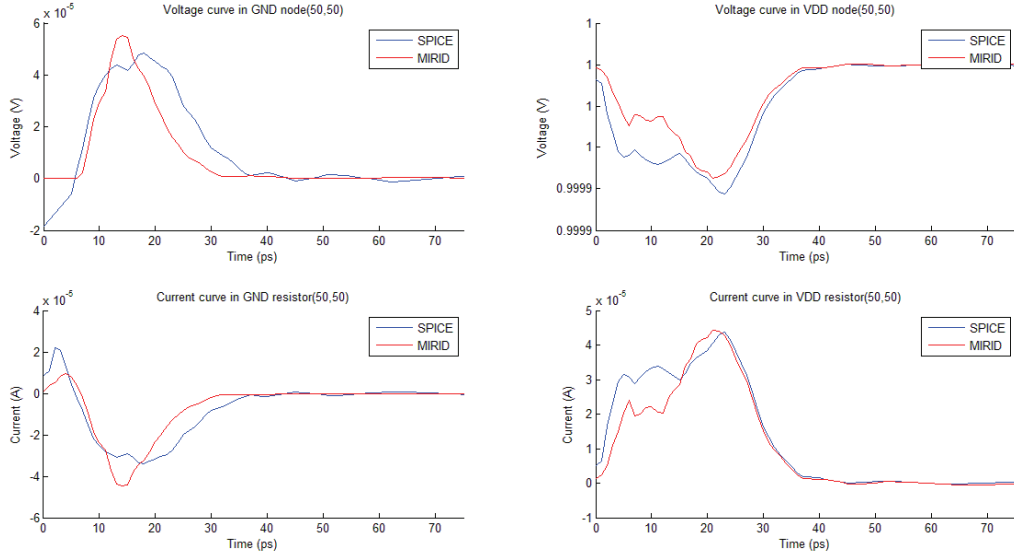 Voltage curve in GND node(50,50)
x 10⁻⁵
6
4
2
0
-2
Voltage (V)
0 10 20 30 40 50 60 70
Time (ps)
SPICE
MIRID
Voltage curve in VDD node(50,50)
1
1
1
1
0.9999
0.9999
Voltage (V)
0 10 20 30 40 50 60 70
Time (ps)
SPICE
MIRID
Current curve in GND resistor(50,50)
x 10⁻⁵
4
2
0
-2
-4
-6
Current (A)
0 10 20 30 40 50 60 70
Time (ps)
SPICE
MIRID
Current curve in VDD resistor(50,50)
x 10⁻⁵
5
4
3
2
1
0
-1
Current (A)
0 10 20 30 40 50 60 70
Time (ps)
SPICE
MIRID